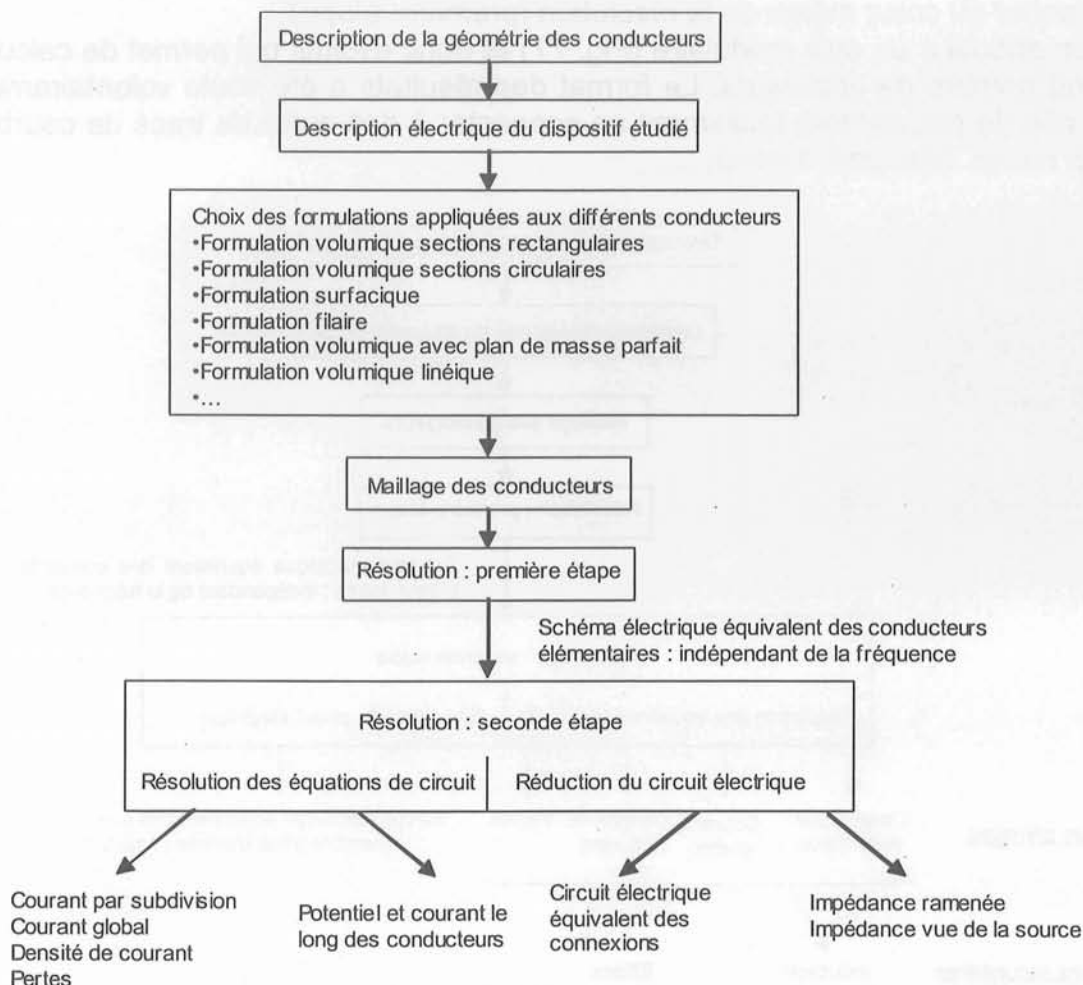 Description de la géométrie des conducteurs
Description électrique du dispositif étudié
Choix des formulations appliquées aux différents conducteurs
•Formulation volumique sections rectangulaires
•Formulation volumique sections circulaires
•Formulation surfacique
•Formulation filaire
•Formulation volumique avec plan de masse parfait
•Formulation volumique linéique
•...
Maillage des conducteurs
Résolution : première étape
Schéma électrique équivalent des conducteurs
élémentaires : indépendant de la fréquence
Résolution : seconde étape
Résolution des équations de circuit
Réduction du circuit électrique
Courant par subdivision
Courant global
Densité de courant
Pertes
Potentiel et courant le
long des conducteurs
Circuit électrique
équivalent des
connexions
Impédance ramenée
Impédance vue de la source